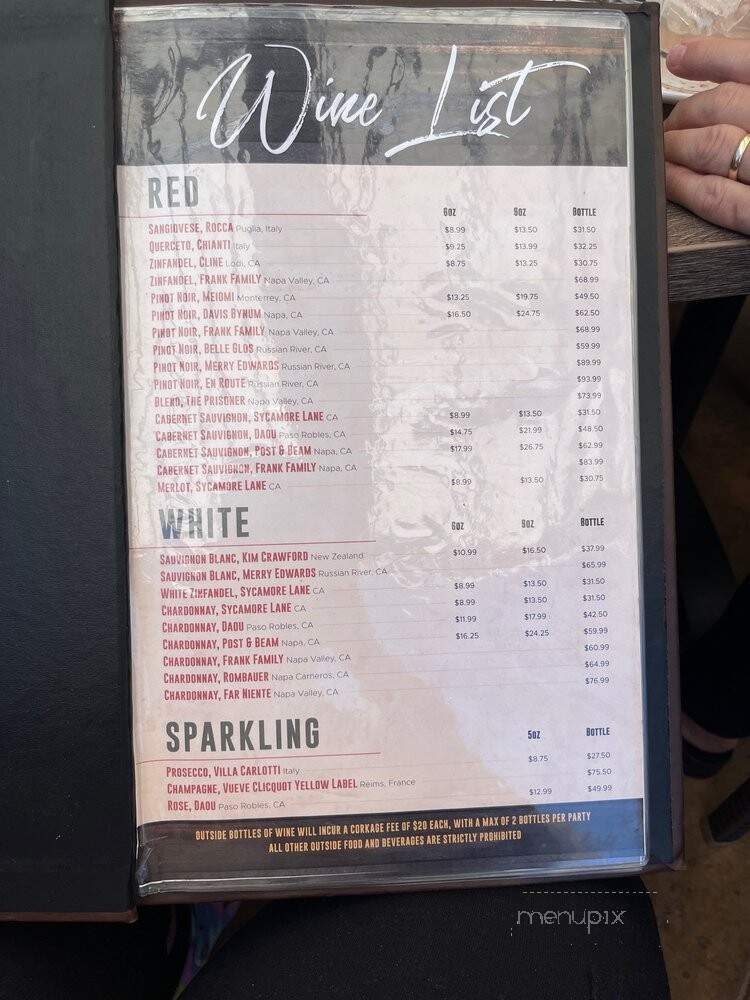 Wine List
RED
6OZ 9OZ BOTTLE
SANGIOVESE, ROCCA Puglia, Italy $8.99 $13.50 $31.50
QUERCETO, CHIANTI Italy $9.25 $13.99 $32.25
ZINFANDEL, CLINE Lodi, CA $8.75 $13.25 $30.75
ZINFANDEL, FRANK FAMILY Napa Valley, CA $68.99
PINOT NOIR, MEIOMI Monterrey, CA $13.25 $19.75 $49.50
PINOT NOIR, DAVIS BYNUM Napa, CA $16.50 $24.75 $62.50
PINOT NOIR, FRANK FAMILY Napa Valley, CA $68.99
PINOT NOIR, BELLE GLOS Russian River, CA $59.99
PINOT NOIR, MERRY EDWARDS Russian River, CA $89.99
PINOT NOIR, EN ROUTE Russian River, CA $93.99
BLEND, THE PRISONER Napa Valley, CA $73.99
CABERNET SAUVIGNON, SYCAMORE LANE CA $8.99 $13.50 $31.50
CABERNET SAUVIGNON, DAOU Paso Robles, CA $14.75 $21.99 $48.50
CABERNET SAUVIGNON, POST & BEAM Napa, CA $17.99 $26.75 $62.99
CABERNET SAUVIGNON, FRANK FAMILY Napa, CA $83.99
MERLOT, SYCAMORE LANE CA $8.99 $13.50 $30.75
WHITE
6OZ 9OZ BOTTLE
SAUVIGNON BLANC, KIM CRAWFORD New Zealand $10.99 $16.50 $37.99
SAUVIGNON BLANC, MERRY EDWARDS Russian River, CA $65.99
WHITE ZINFANDEL, SYCAMORE LANE CA $8.99 $13.50 $31.50
CHARDONNAY, SYCAMORE LANE CA $8.99 $13.50 $31.50
CHARDONNAY, DAOU Paso Robles, CA $11.99 $17.99 $42.50
CHARDONNAY, POST & BEAM Napa, CA $16.25 $24.25 $59.99
CHARDONNAY, FRANK FAMILY Napa Valley, CA $60.99
CHARDONNAY, ROMBAUER Napa Carneros, CA $64.99
CHARDONNAY, FAR NIENTE Napa Valley, CA $76.99
SPARKLING
5OZ BOTTLE
PROSECCO, VILLA CARLOTTI Italy $8.75 $27.50
CHAMPAGNE, VUEVE CLICQUOT YELLOW LABEL Reims, France $75.50
ROSE, DAOU Paso Robles, CA $12.99 $49.99
OUTSIDE BOTTLES OF WINE WILL INCUR A CORKAGE FEE OF $20 EACH, WITH A MAX OF 2 BOTTLES PER PARTY
ALL OTHER OUTSIDE FOOD AND BEVERAGES ARE STRICTLY PROHIBITED
menupix